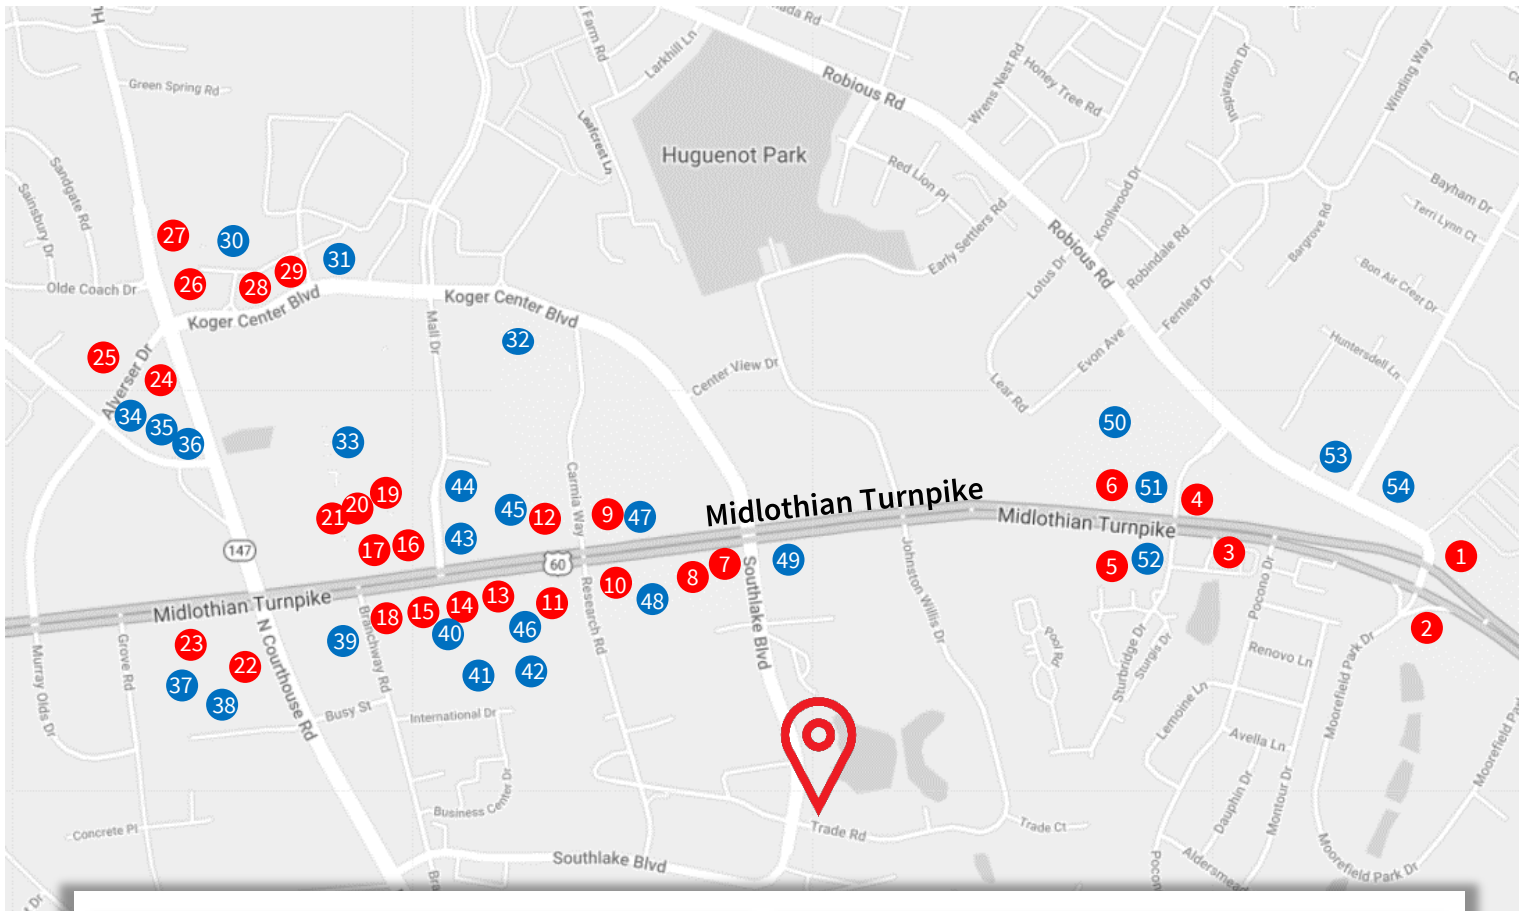 Farm Rd
Larkhill Ln
Robious Rd
Wrens Nest Rd
Honey Tree Rd
Winding Way
Green Spring Rd
Leafcrest Ln
Huguenot Park
Red Lion Pl
Sandgate Rd
Sainsbury Dr
Knollwood Dr
Bayham Dr
Terri Lynn Ct
Early Settlers Rd
Robious Rd
Robindale Rd
Bargrove Rd
27
30
31
29
26
28
Olde Coach Dr
Koger Center Blvd
Koger Center Blvd
Lotus Dr
Fernleaf Dr
Bon Air Crest Dr
Mall Dr
32
Evon Ave
Huntersdell Ln
25
24
Alverser Dr
Center View Dr
Lear Rd
34
35
36
33
50
53
54
Carmia Way
44
45
12
9
47
19
20
21
6
51
4
Midlothian Turnpike
Midlothian Turnpike
43
16
17
147
60
7
8
49
5
52
3
1
Southlake Blvd
Johnston Willis Dr
Pocono Dr
Midlothian Turnpike
10
48
13
14
15
18
11
46
40
39
Research Rd
Branchway Rd
2
23
22
37
38
41
42
N Courthouse Rd
Grove Rd
Murray Olds Dr
Pool Rd
Sturbridge Dr
Sturgis Dr
Renovo Ln
Moorefield Park Dr
Busy St
International Dr
Lemoine Ln
Avella Ln
Business Center Dr
Dauphin Dr
Montour Dr
Concrete Pl
Trade Rd
Trade Ct
Southlake Blvd
Pocono
Moorefield Park Dr